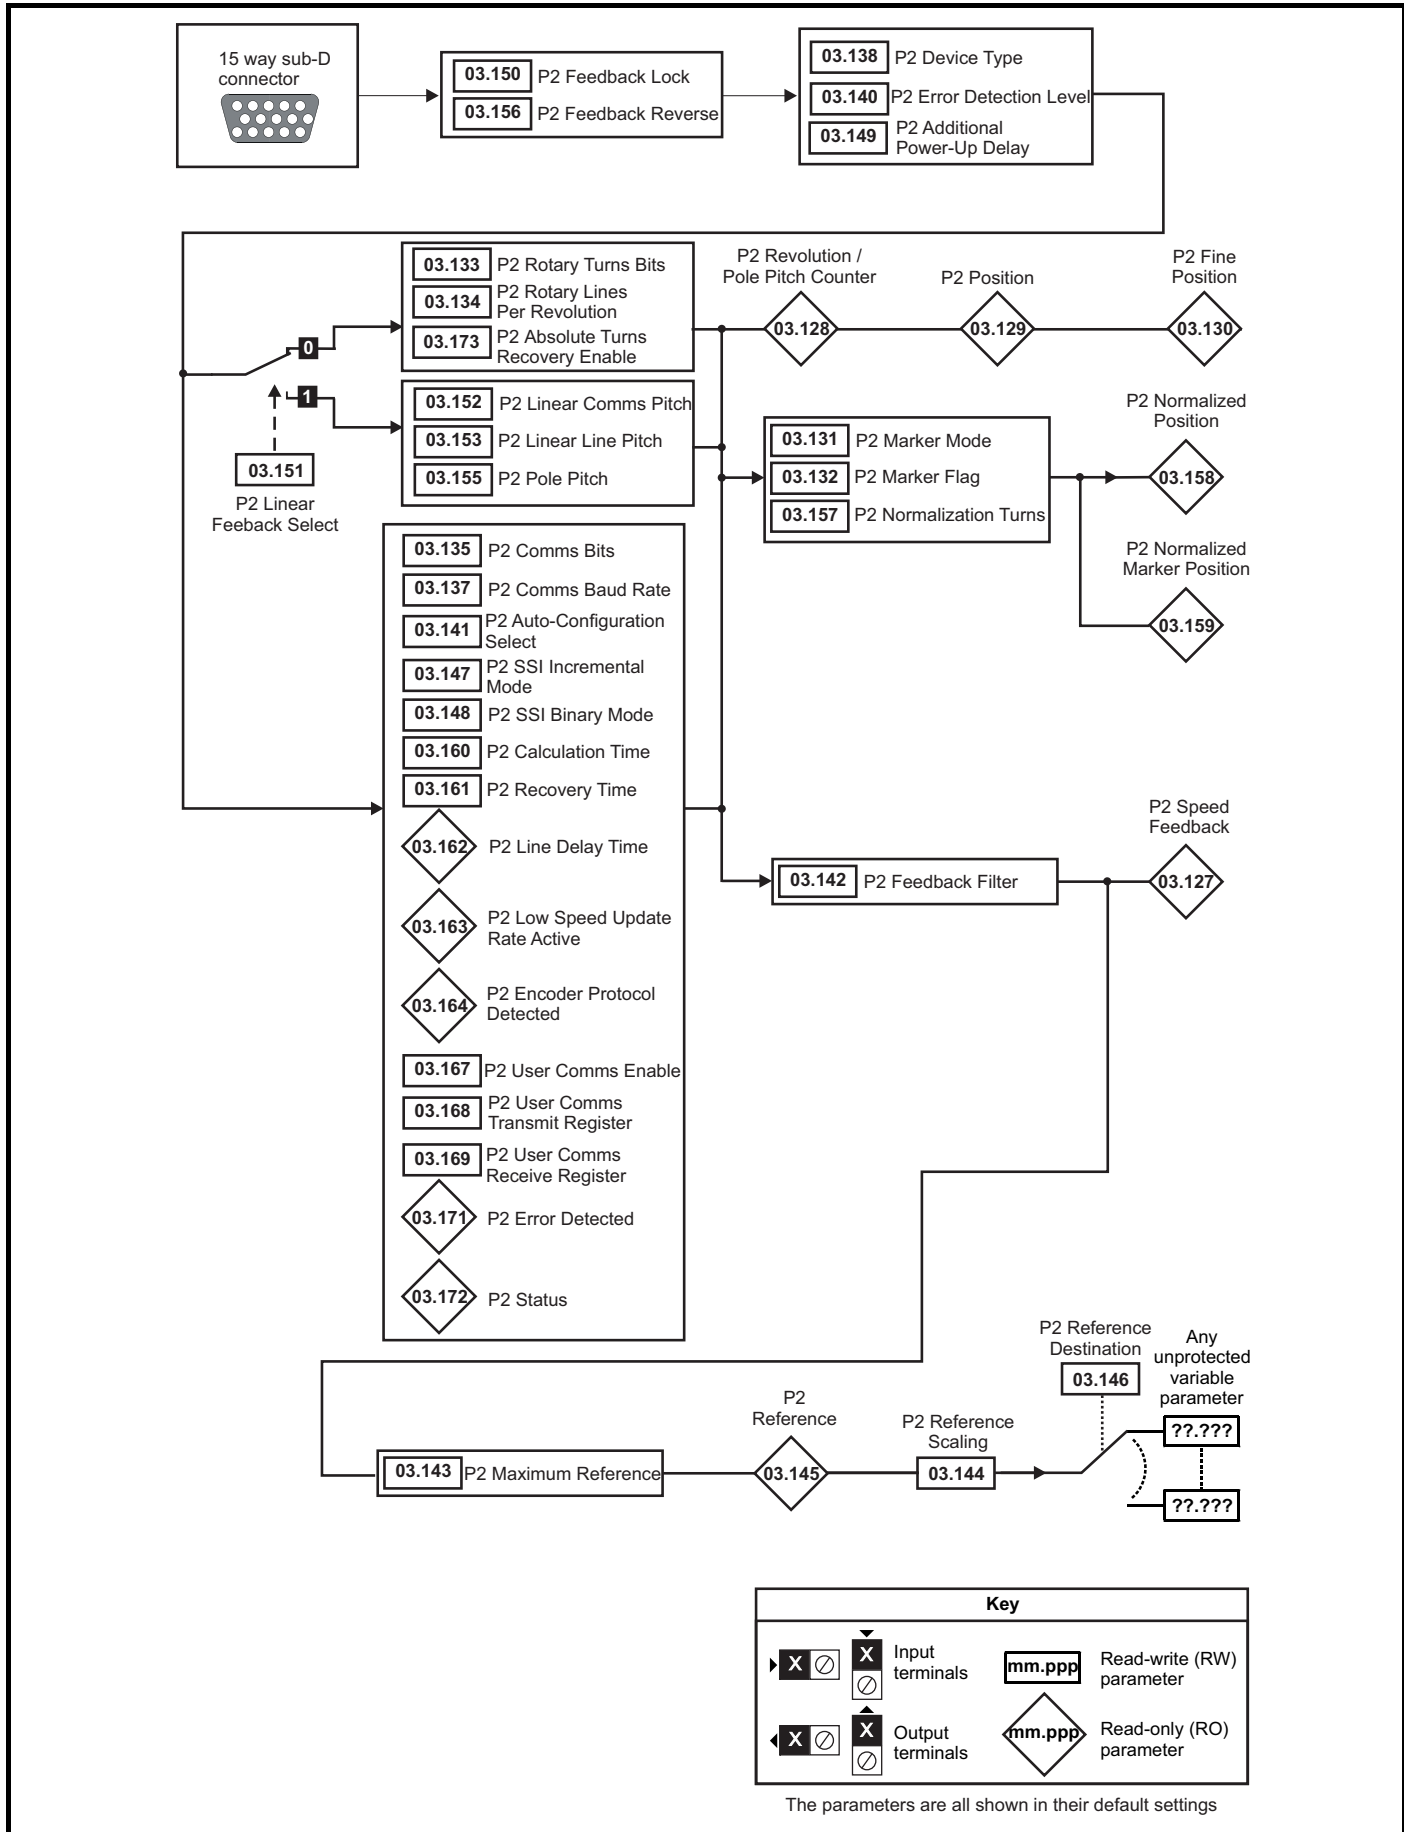 15 way sub-D
connector
03.150 P2 Feedback Lock
03.156 P2 Feedback Reverse
03.138 P2 Device Type
03.140 P2 Error Detection Level
03.149 P2 Additional
Power-Up Delay
03.133 P2 Rotary Turns Bits
03.134 P2 Rotary Lines
Per Revolution
03.173 P2 Absolute Turns
Recovery Enable
0
1
03.151
P2 Linear
Feeback Select
03.152 P2 Linear Comms Pitch
03.153 P2 Linear Line Pitch
03.155 P2 Pole Pitch
P2 Revolution /
Pole Pitch Counter
03.128
P2 Position
03.129
P2 Fine
Position
03.130
03.131 P2 Marker Mode
03.132 P2 Marker Flag
03.157 P2 Normalization Turns
P2 Normalized
Position
03.158
P2 Normalized
Marker Position
03.159
03.135 P2 Comms Bits
03.137 P2 Comms Baud Rate
03.141 P2 Auto-Configuration
Select
03.147 P2 SSI Incremental
Mode
03.148 P2 SSI Binary Mode
03.160 P2 Calculation Time
03.161 P2 Recovery Time
03.162 P2 Line Delay Time
03.163 P2 Low Speed Update
Rate Active
03.164 P2 Encoder Protocol
Detected
03.167 P2 User Comms Enable
03.168 P2 User Comms
Transmit Register
03.169 P2 User Comms
Receive Register
03.171 P2 Error Detected
03.172 P2 Status
03.142 P2 Feedback Filter
P2 Speed
Feedback
03.127
03.143 P2 Maximum Reference
P2
Reference
03.145
P2 Reference
Scaling
03.144
P2 Reference
Destination
03.146
Any
unprotected
variable
parameter
??.???
??.???
Key
X
X
Input
terminals
mm.ppp
Read-write (RW)
parameter
X
X
Output
terminals
mm.ppp
Read-only (RO)
parameter
The parameters are all shown in their default settings